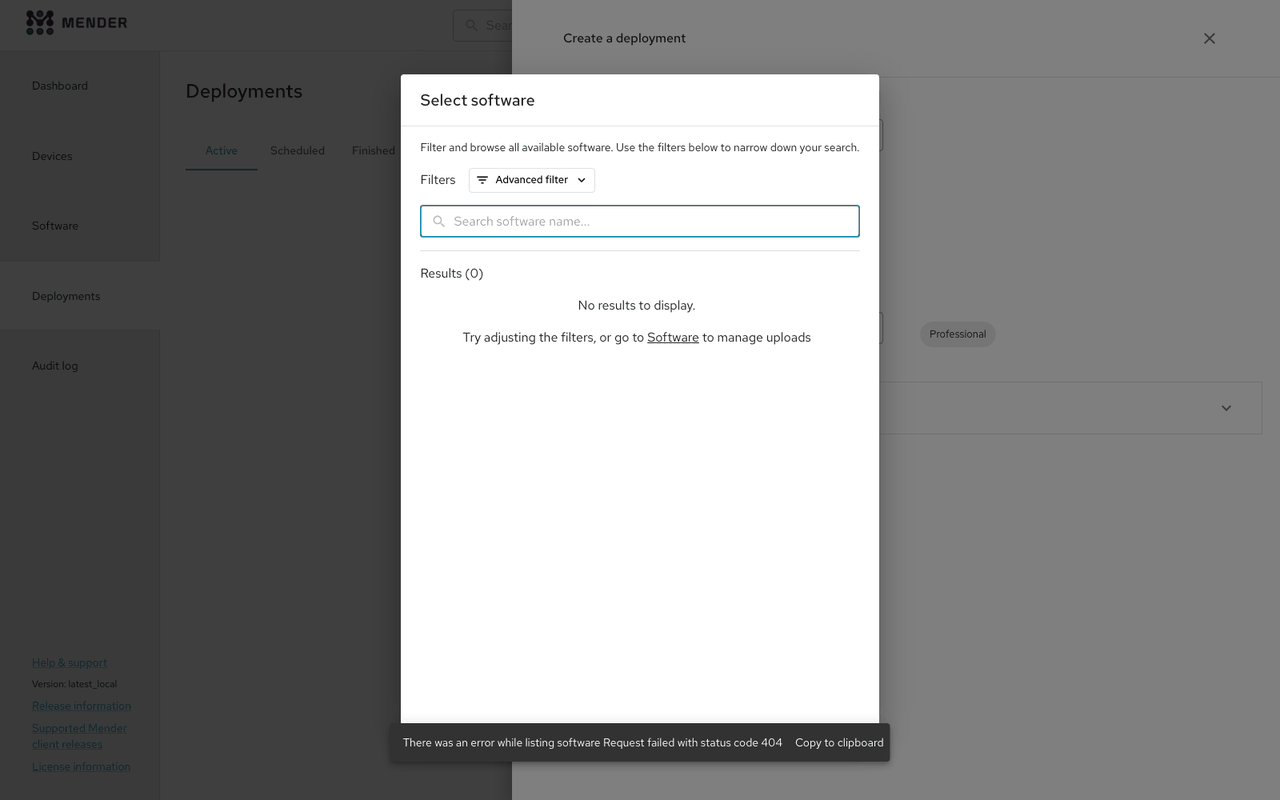 MENDER
Sear
Create a deployment
Dashboard
Devices
Software
Deployments
Audit log
Deployments
Active
Scheduled
Finished
Select software
Filter and browse all available software. Use the filters below to narrow down your search.
Filters
Advanced filter
Search software name...
Results (0)
No results to display.
Try adjusting the filters, or go to Software to manage uploads
Professional
Help & support
Version: latest_local
Release information
Supported Mender
client releases
License information
There was an error while listing software Request failed with status code 404
Copy to clipboard